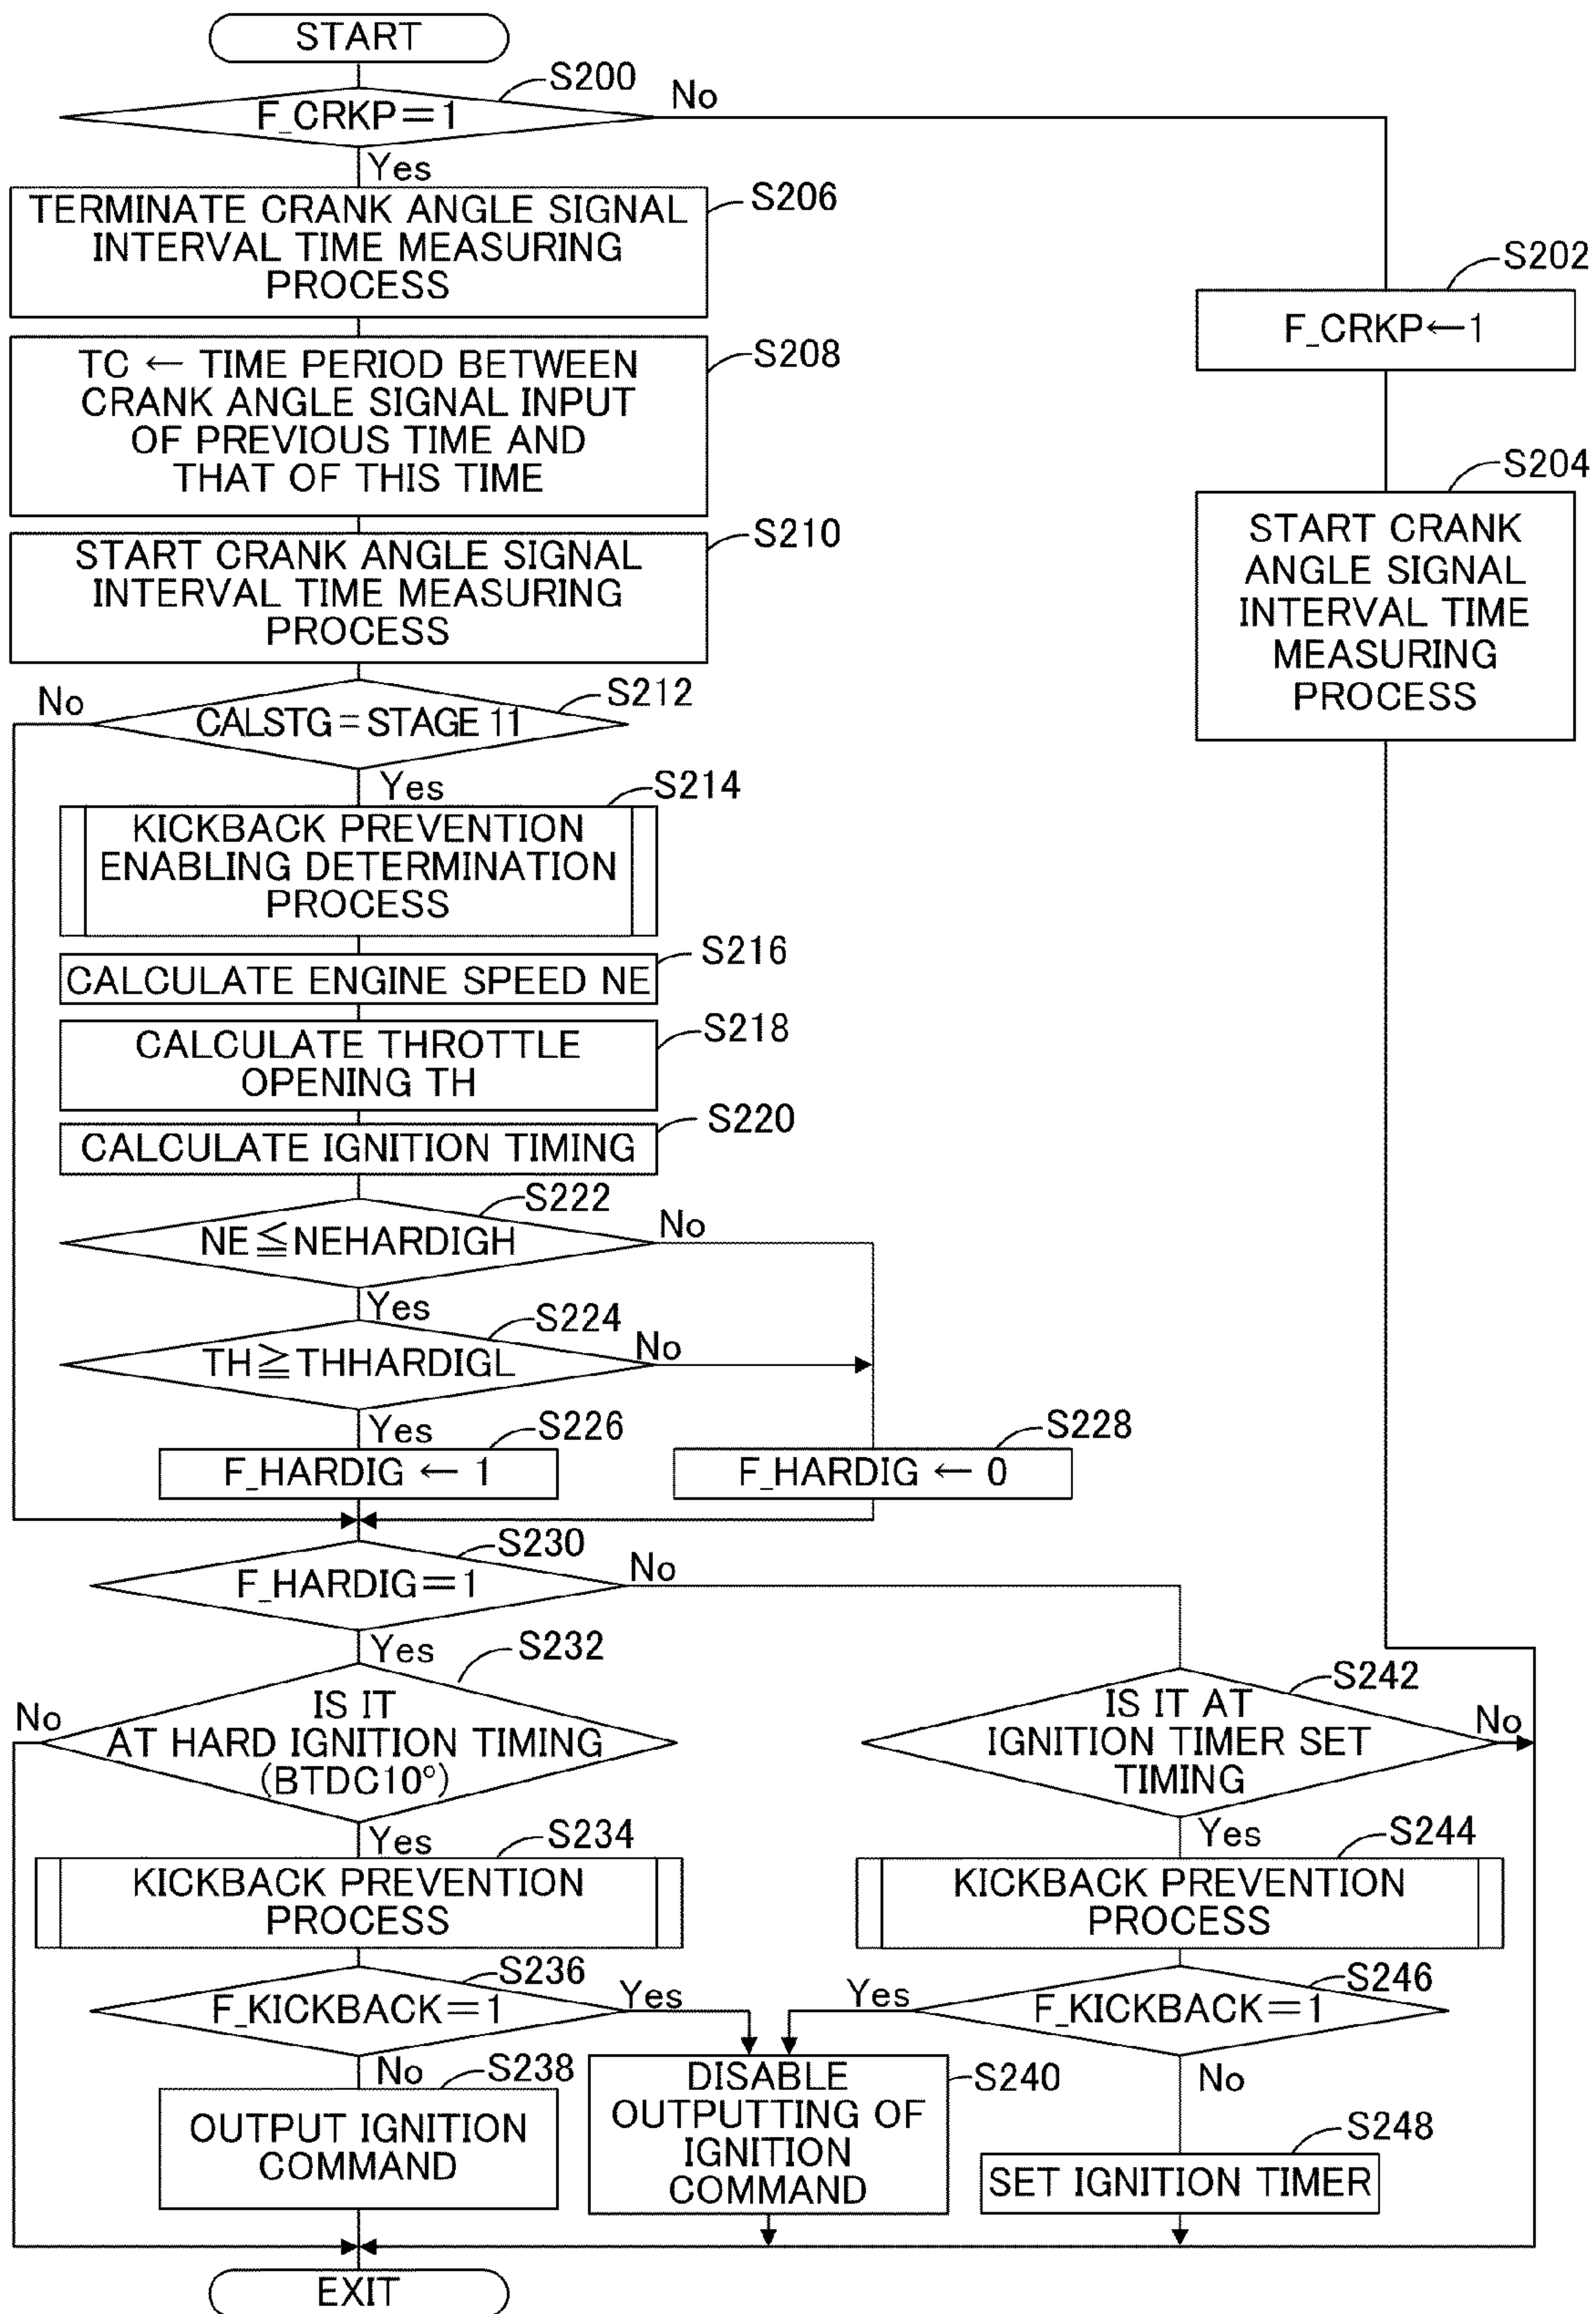 START
S200
F_CRKP=1
No
Yes
S206
TERMINATE CRANK ANGLE SIGNAL
INTERVAL TIME MEASURING
PROCESS
S202
F_CRKP←1
S208
TC ← TIME PERIOD BETWEEN
CRANK ANGLE SIGNAL INPUT
OF PREVIOUS TIME AND
THAT OF THIS TIME
S204
START CRANK
ANGLE SIGNAL
INTERVAL TIME
MEASURING
PROCESS
S210
START CRANK ANGLE SIGNAL
INTERVAL TIME MEASURING
PROCESS
S212
No
CALSTG=STAGE 11
Yes
S214
KICKBACK PREVENTION
ENABLING DETERMINATION
PROCESS
S216
CALCULATE ENGINE SPEED NE
S218
CALCULATE THROTTLE
OPENING TH
S220
CALCULATE IGNITION TIMING
S222
NE≦NEHARDIGH
No
Yes
S224
TH≧THHARDIGL
No
Yes
S226
F_HARDIG ← 1
S228
F_HARDIG ← 0
S230
F_HARDIG=1
No
Yes
S232
No
IS IT
AT HARD IGNITION TIMING
(BTDC10°)
Yes
S242
IS IT AT
IGNITION TIMER SET
TIMING
No
Yes
S234
KICKBACK PREVENTION
PROCESS
S244
KICKBACK PREVENTION
PROCESS
S236
F_KICKBACK=1
Yes
No
S246
Yes
F_KICKBACK=1
No
S238
OUTPUT IGNITION
COMMAND
S240
DISABLE
OUTPUTTING OF
IGNITION
COMMAND
S248
SET IGNITION TIMER
EXIT